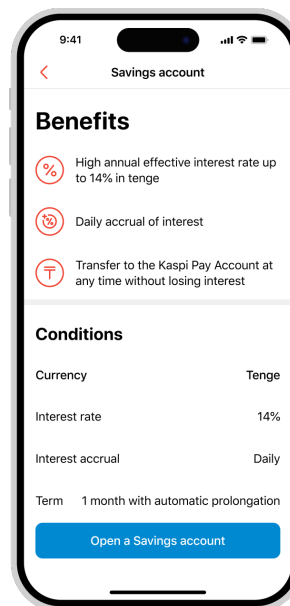 9:41
Savings account
Benefits
High annual effective interest rate up
to 14% in tenge
Daily accrual of interest
Transfer to the Kaspi Pay Account at
any time without losing interest
Conditions
Currency Tenge
Interest rate 14%
Interest accrual Daily
Term 1 month with automatic prolongation
Open a Savings account